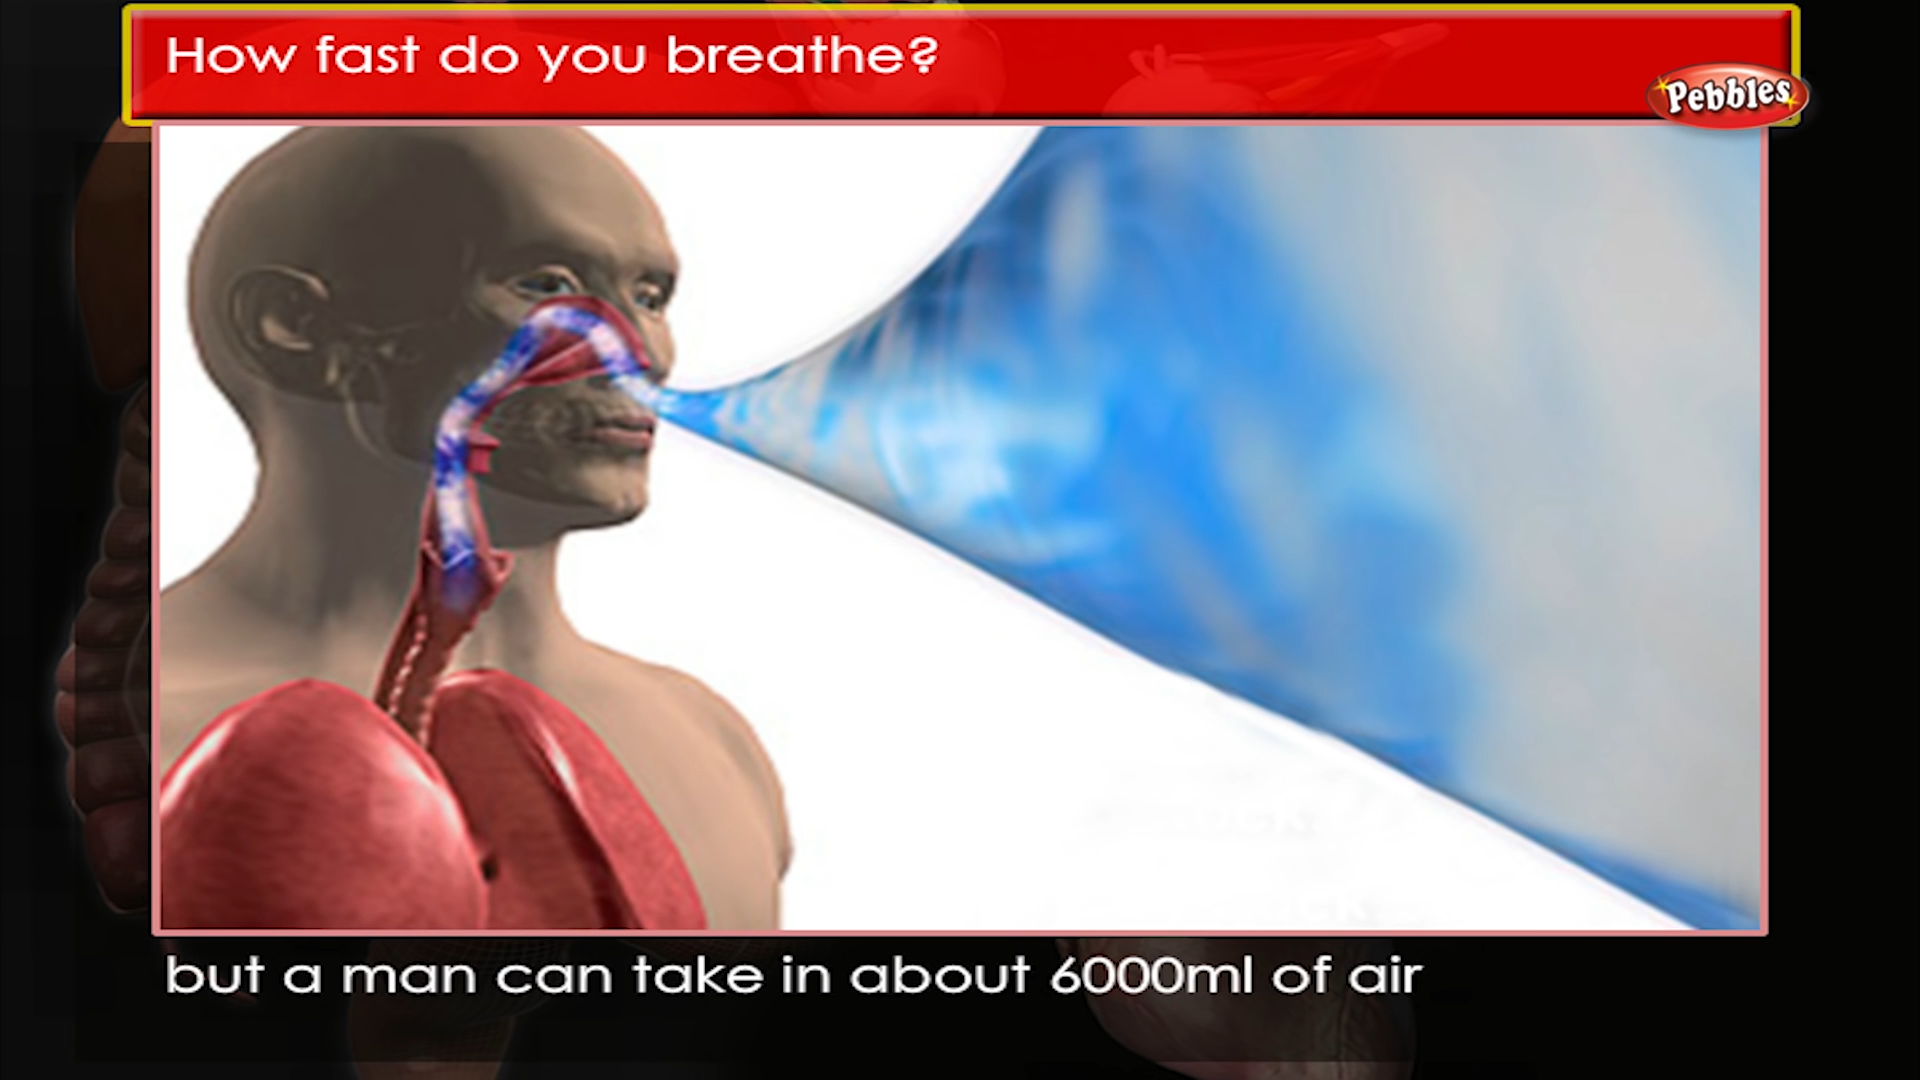 How fast do you breathe?
Pebbles
but a man can take in about 6000ml of air